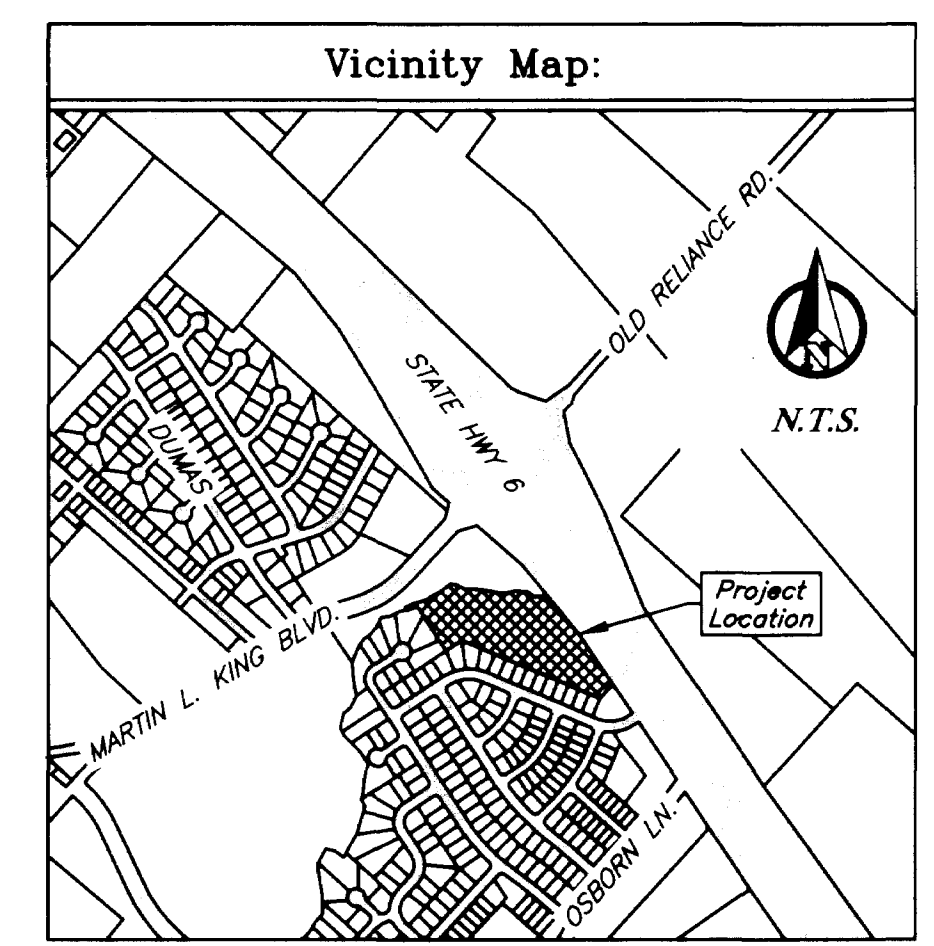 Vicinity Map:
OLD RELIANCE RD.
N
N.T.S.
STATE HWY 6
DUMAS
Project
Location
MARTIN L. KING BLVD.
OSBORN LN.